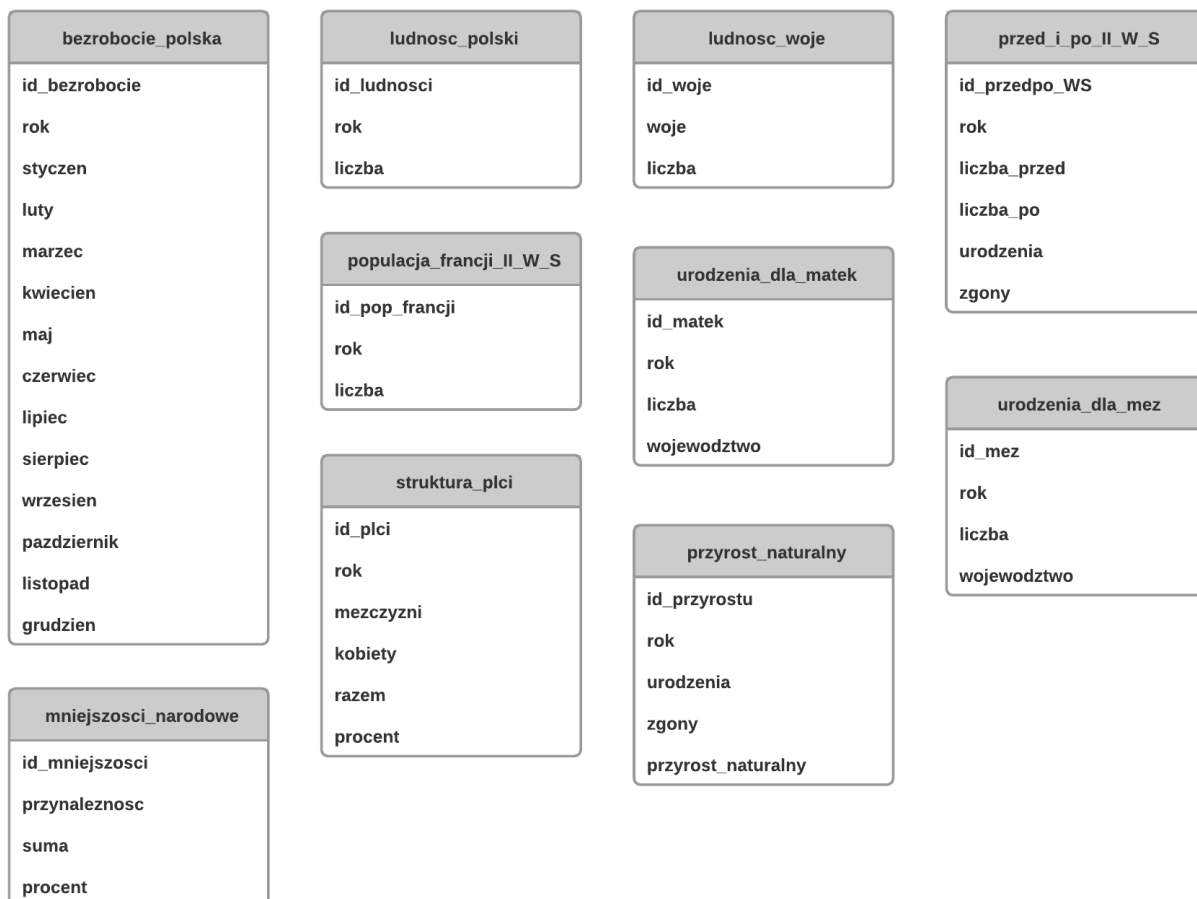 bezrobocie_polska
id_bezrobocie
rok
styczen
luty
marzec
kwiecien
maj
czerwiec
lipiec
sierpiec
wrzesien
pazdziernik
listopad
grudzien
mniejszosci_narodowe
id_mniejszosci
przynaleznosc
suma
procent
ludnosc_polski
id_ludnosci
rok
liczba
populacja_francji_II_W_S
id_pop_francji
rok
liczba
struktura_plci
id_plci
rok
mezczyzni
kobiety
razem
procent
ludnosc_woje
id_woje
woje
liczba
urodzenia_dla_matek
id_matek
rok
liczba
wojewodztwo
przyrost_naturalny
id_przyrostu
rok
urodzenia
zgony
przyrost_naturalny
przed_i_po_II_W_S
id_przedpo_WS
rok
liczba_przed
liczba_po
urodzenia
zgony
urodzenia_dla_mez
id_mez
rok
liczba
wojewodztwo